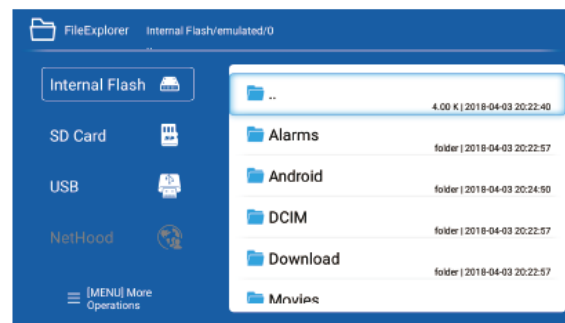 FileExplorer Internal Flash/emulated/0
..
Internal Flash
SD Card
USB
NetHood
[MENU] More
Operations
..
4.00 K | 2018-04-03 20:22:40
Alarms
folder | 2018-04-03 20:22:57
Android
folder | 2018-04-03 20:24:50
DCIM
folder | 2018-04-03 20:22:57
Download
folder | 2018-04-03 20:22:57
Movies